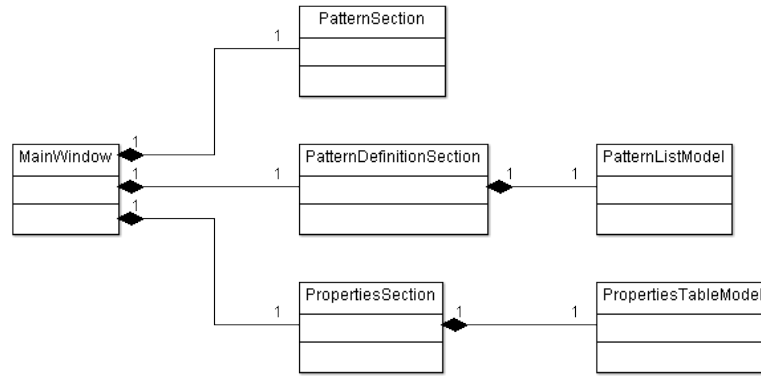 PatternSection
1
1
MainWindow
PatternDefinitionSection
PatternListModel
1
1
1
1
1
PropertiesSection
PropertiesTableModel
1
1
1